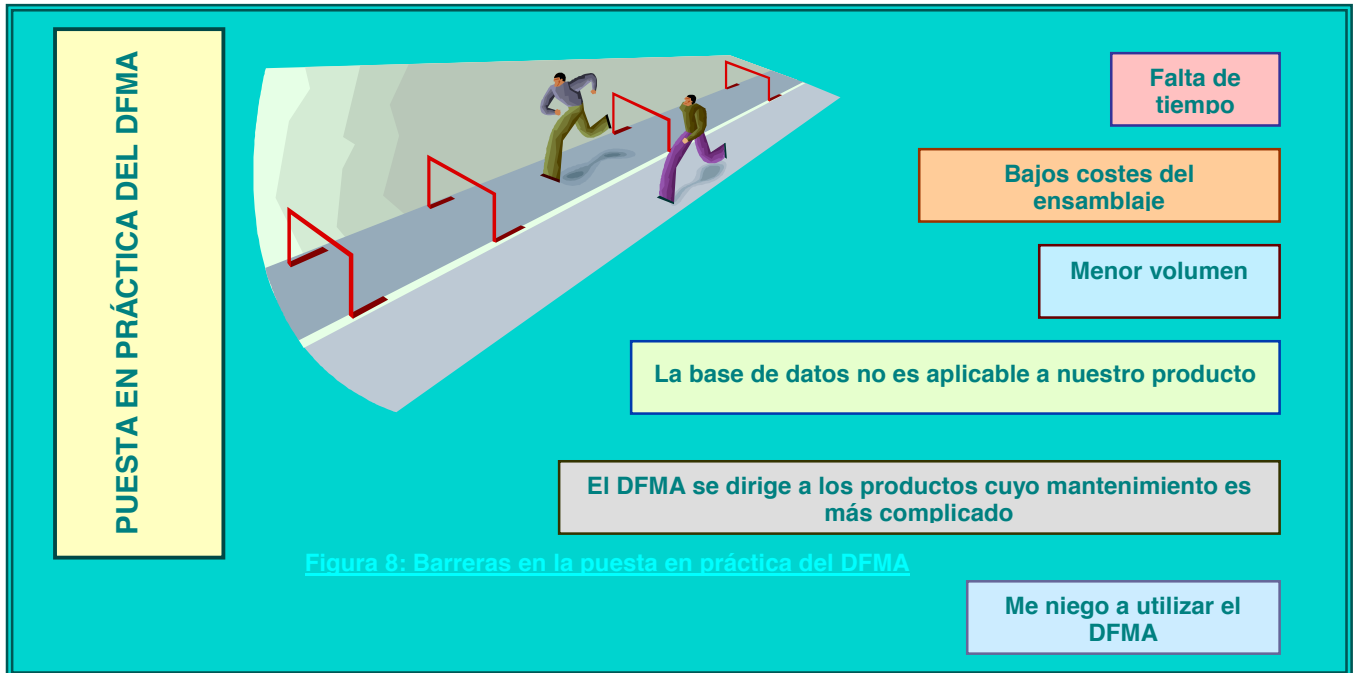 PUESTA EN PRÁCTICA DEL DFMA
Falta de
tiempo
Bajos costes del
ensamblaje
Menor volumen
La base de datos no es aplicable a nuestro producto
El DFMA se dirige a los productos cuyo mantenimiento es
más complicado
Figura 8: Barreras en la puesta en práctica del DFMA
Me niego a utilizar el
DFMA